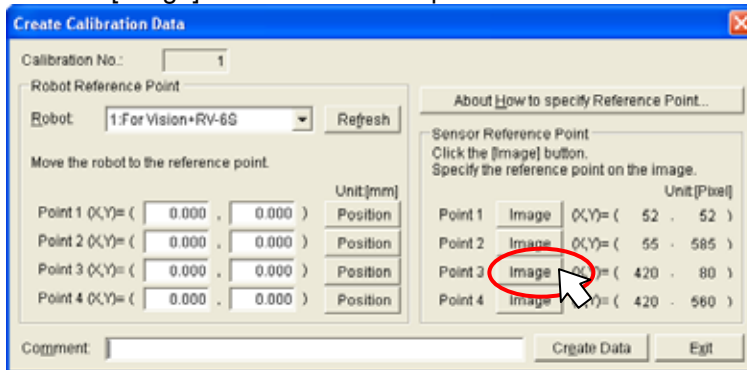 Create Calibration Data
Calibration No.: 1
Robot Reference Point
Robot: 1:For Vision+RV-6S Refresh
Move the robot to the reference point.
Unit:[mm]
Point 1 (X,Y)= ( 0.000 , 0.000 ) Position
Point 2 (X,Y)= ( 0.000 , 0.000 ) Position
Point 3 (X,Y)= ( 0.000 , 0.000 ) Position
Point 4 (X,Y)= ( 0.000 , 0.000 ) Position
About How to specify Reference Point...
Sensor Reference Point
Click the [Image] button.
Specify the reference point on the image.
Unit:[Pixel]
Point 1 Image (X,Y)= ( 52 , 52 )
Point 2 Image (X,Y)= ( 55 , 585 )
Point 3 Image (X,Y)= ( 420 , 80 )
Point 4 Image (X,Y)= ( 420 , 560 )
Comment:
Create Data Exit